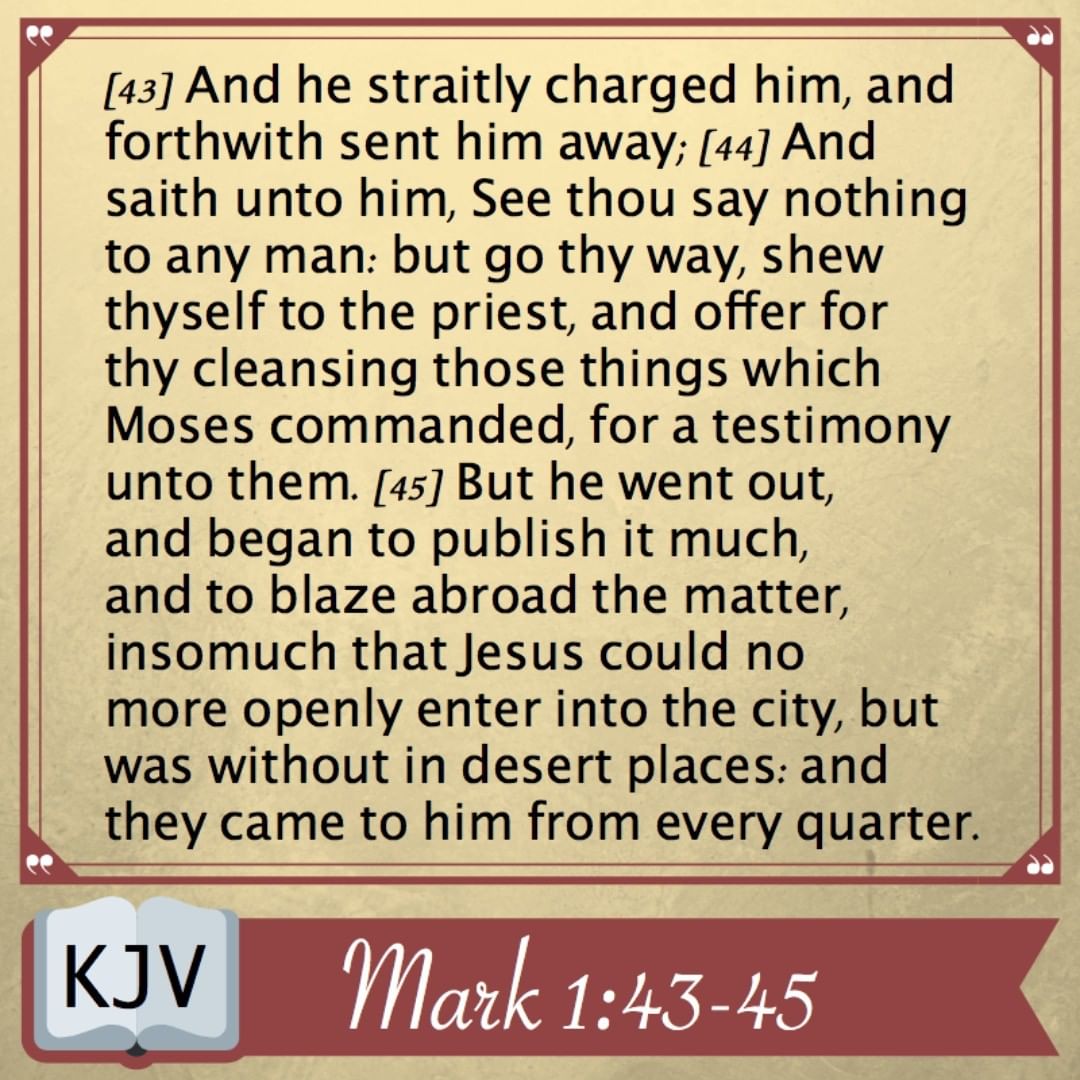 [43] And he straitly charged him, and
forthwith sent him away; [44] And
saith unto him, See thou say nothing
to any man: but go thy way, shew
thyself to the priest, and offer for
thy cleansing those things which
Moses commanded, for a testimony
unto them. [45] But he went out,
and began to publish it much,
and to blaze abroad the matter,
insomuch that Jesus could no
more openly enter into the city, but
was without in desert places: and
they came to him from every quarter.
KJV
Mark 1:43-45